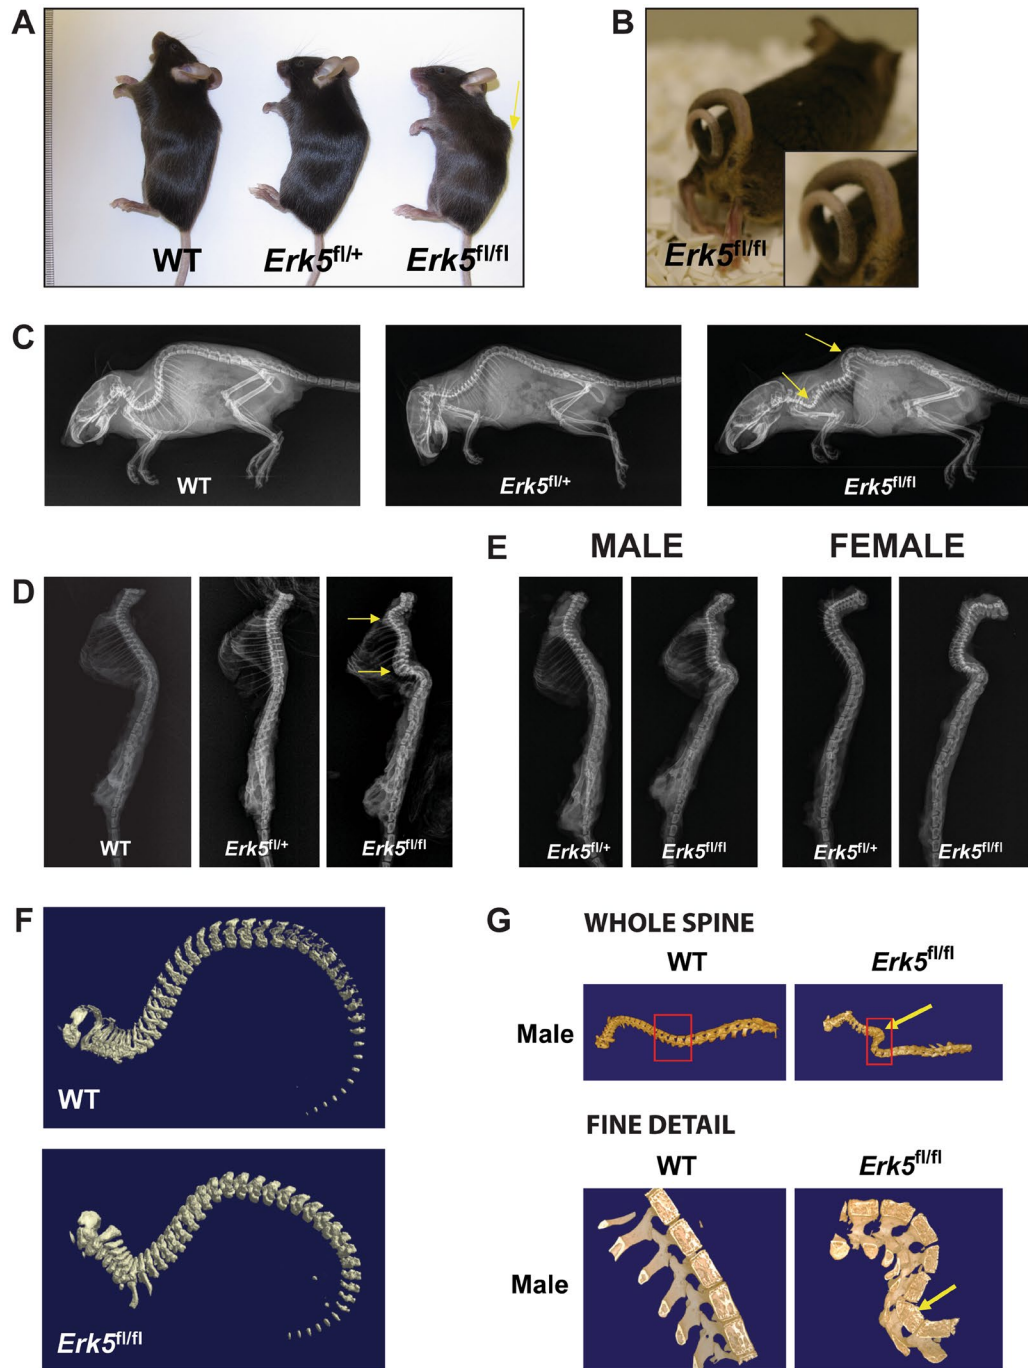 A
B
WT
Erk5fl/+
Erk5fl/fl
Erk5fl/fl
C
WT
Erk5fl/+
Erk5fl/fl
E
MALE
FEMALE
D
WT
Erk5fl/+
Erk5fl/fl
Erk5fl/+
Erk5fl/fl
Erk5fl/+
Erk5fl/fl
F
WT
Erk5fl/fl
G
WHOLE SPINE
WT
Erk5fl/fl
Male
FINE DETAIL
WT
Erk5fl/fl
Male